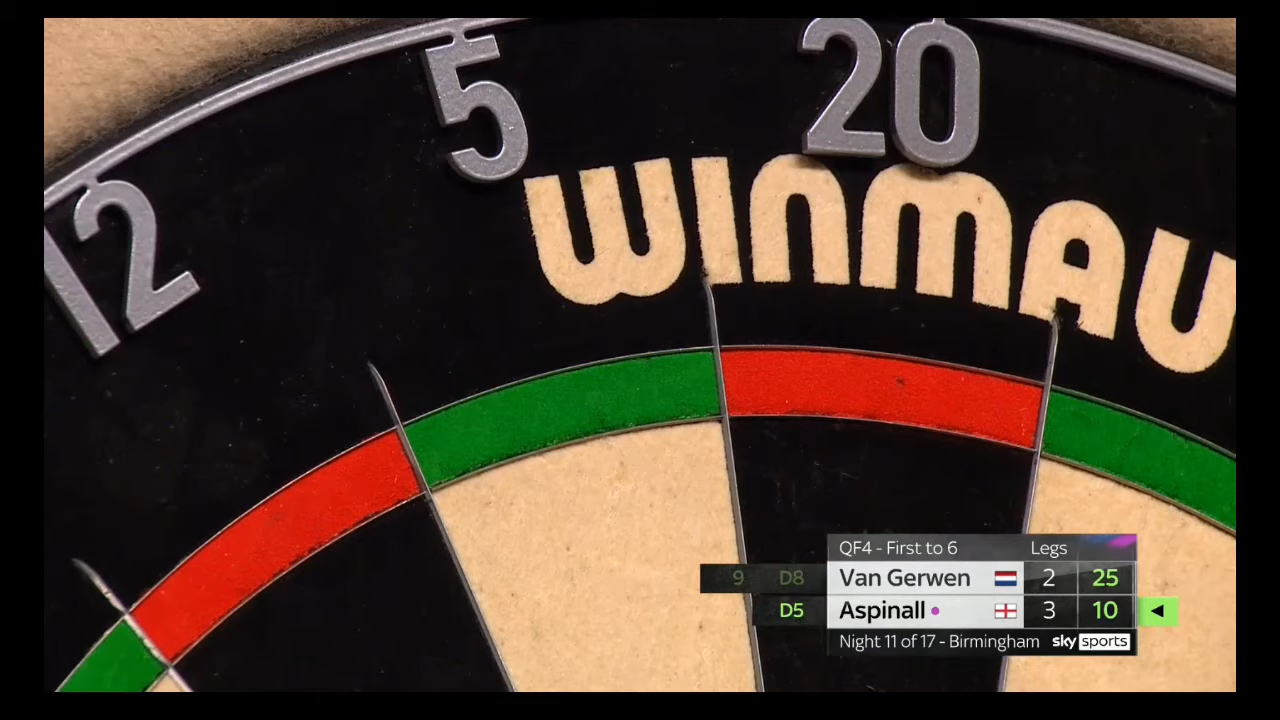 5
20
12
WINMAU
QF4 - First to 6 Legs
9 D8 Van Gerwen 2 25
D5 Aspinall 3 10
Night 11 of 17 - Birmingham sky sports